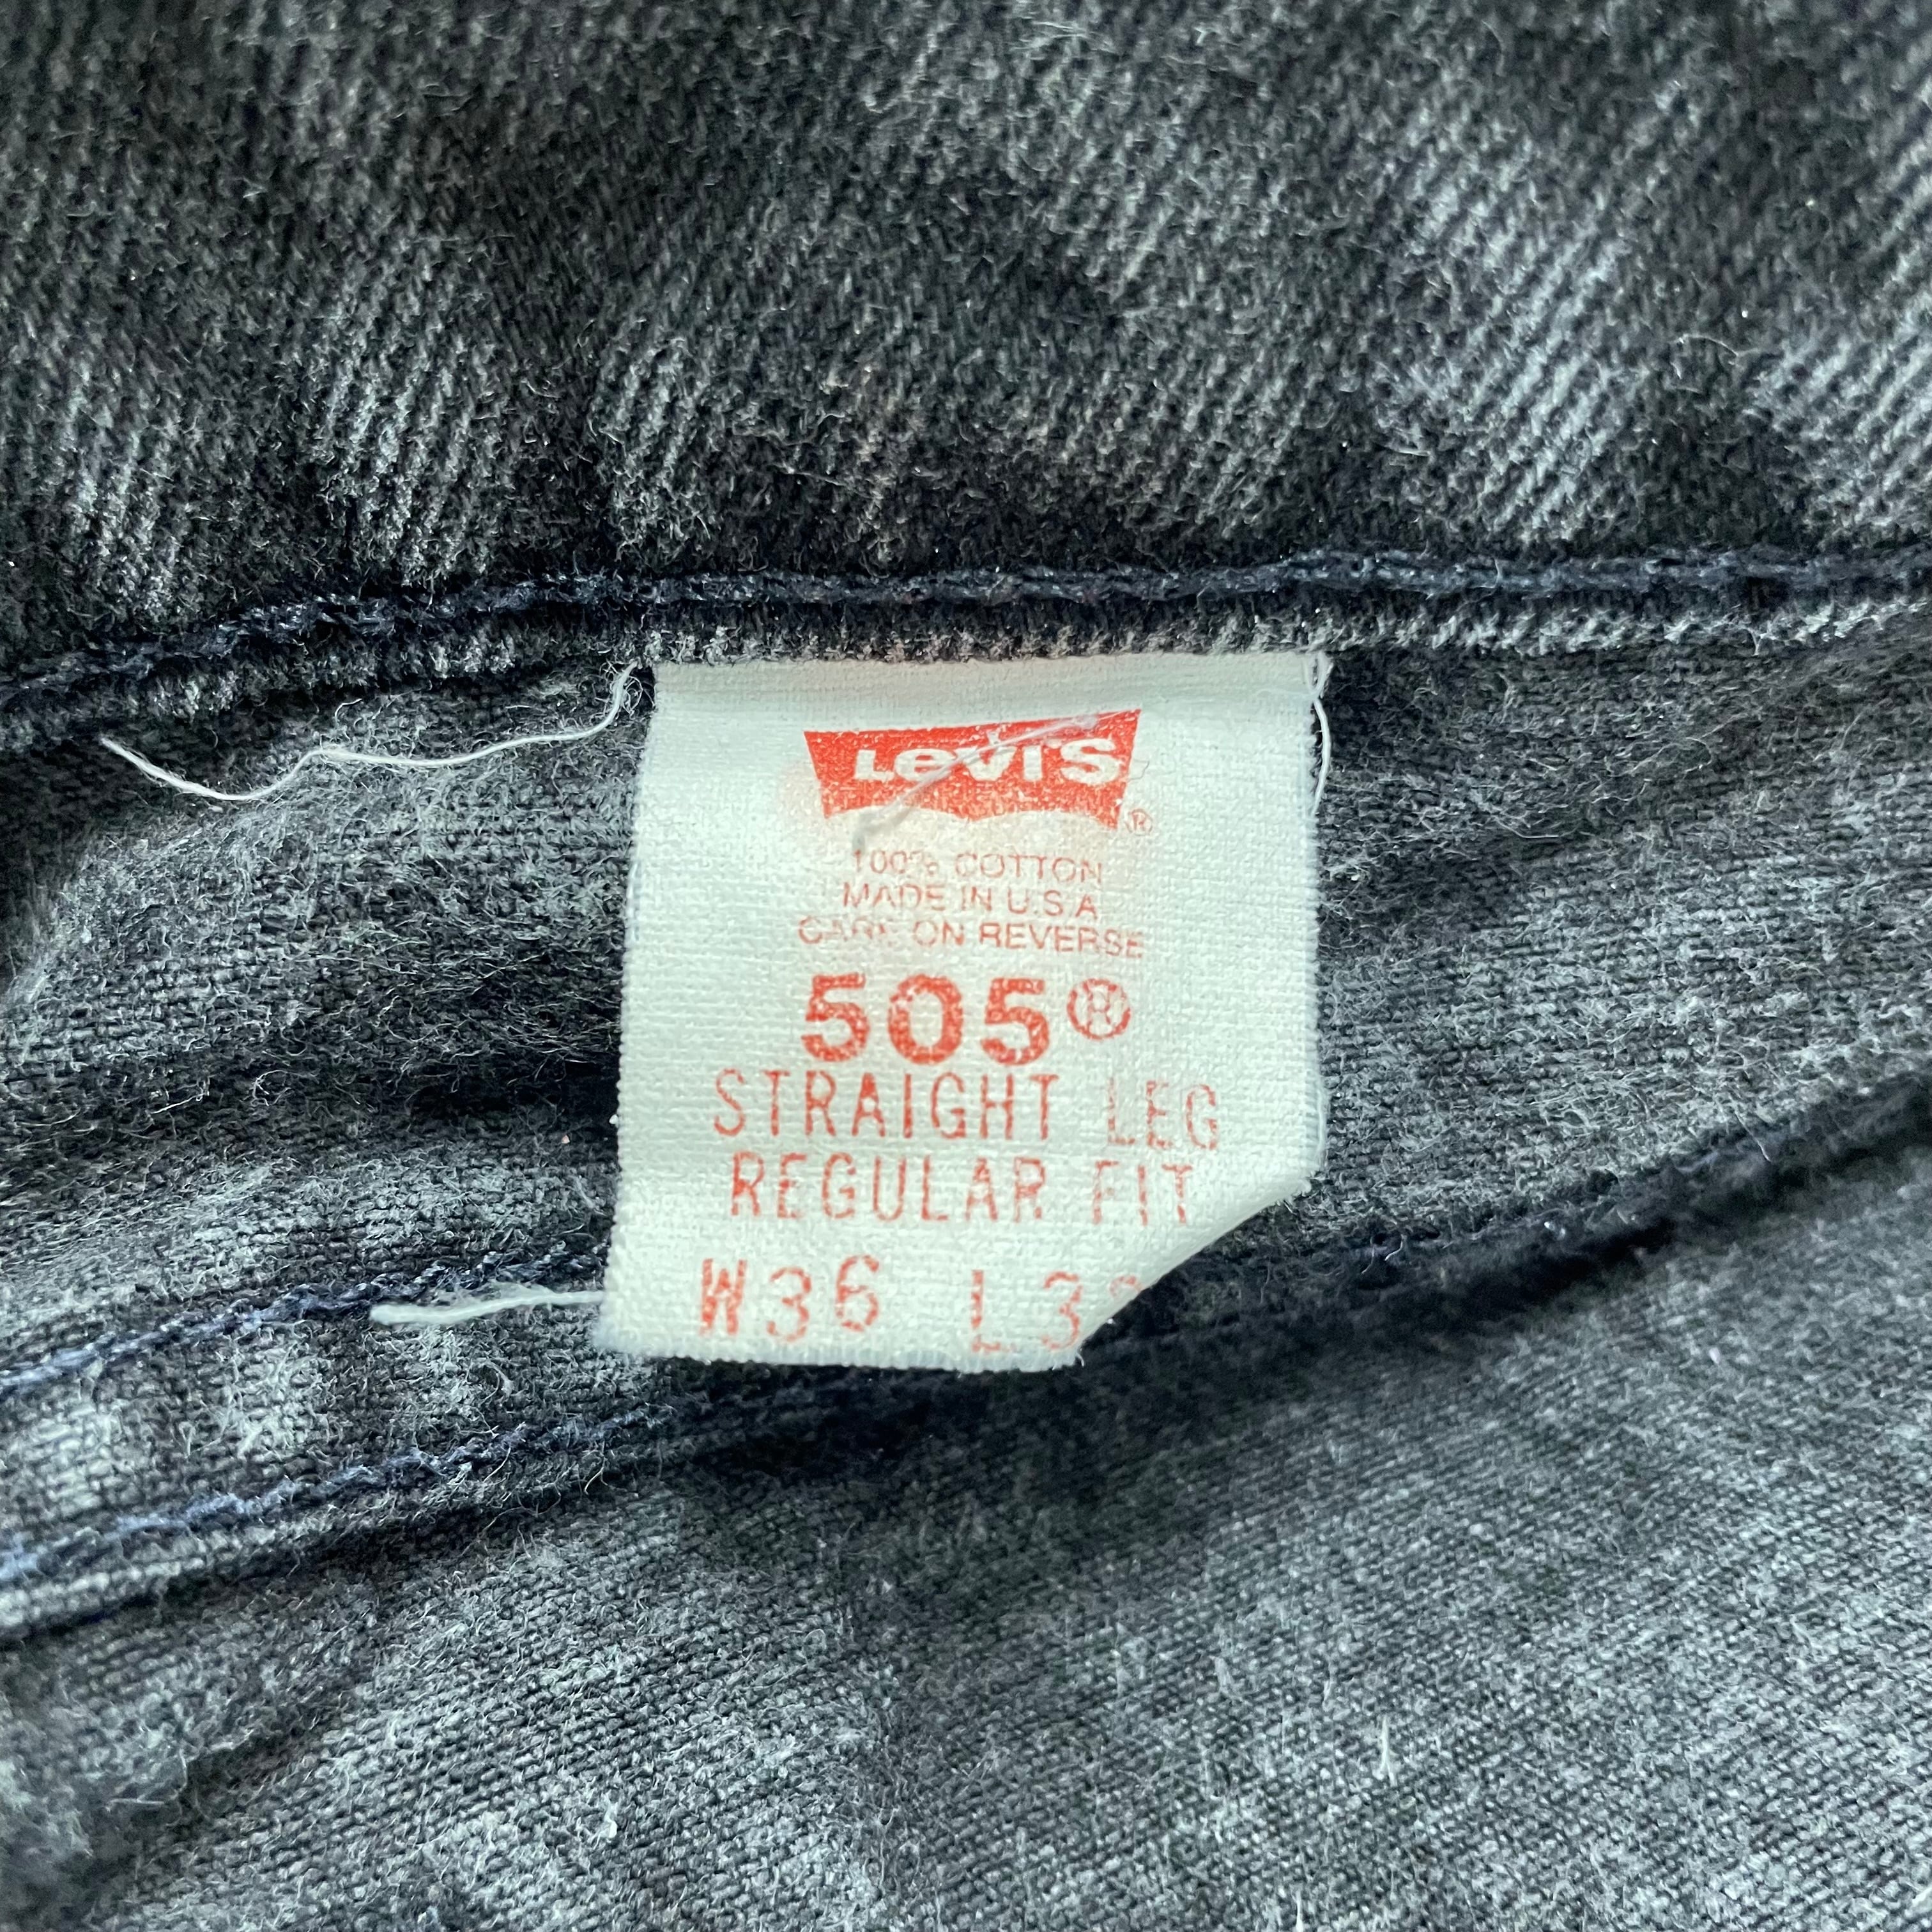 Levi's®
100% COTTON
MADE IN U.S.A.
CARE ON REVERSE
505®
STRAIGHT LEG
REGULAR FIT
W36